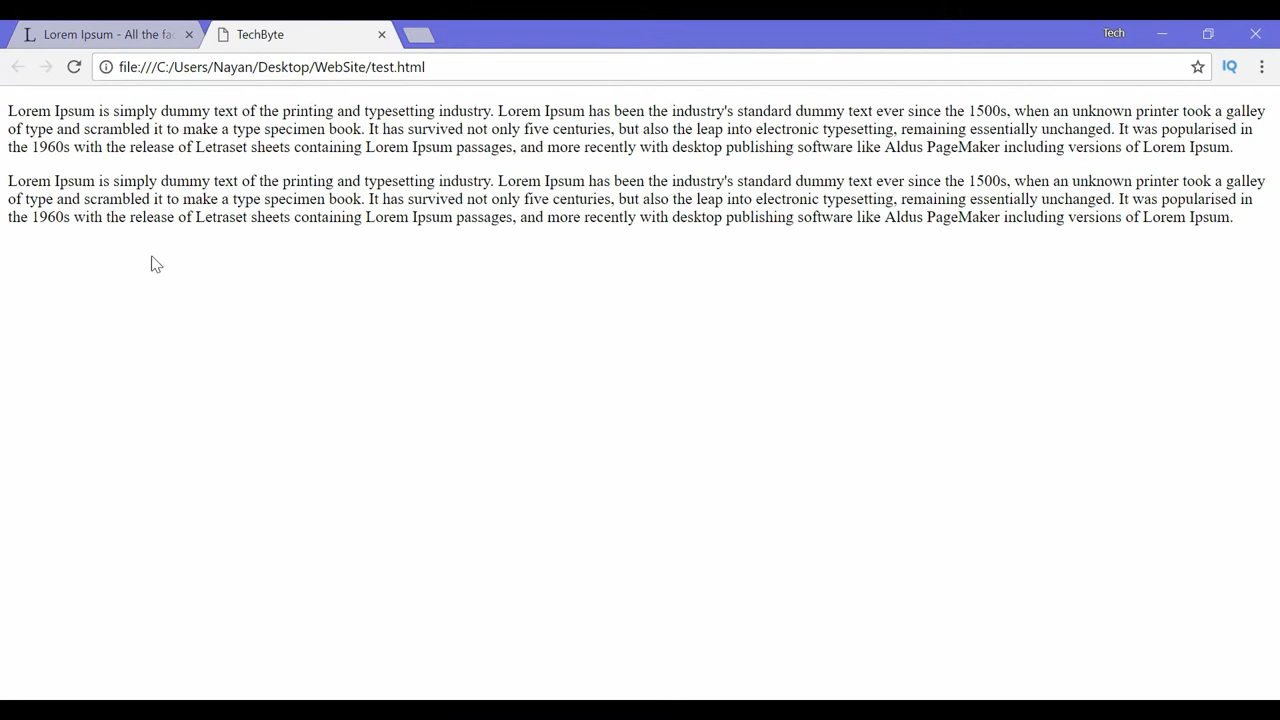 L Lorem Ipsum - All the fac
TechByte
Tech
file:///C:/Users/Nayan/Desktop/WebSite/test.html
IQ
Lorem Ipsum is simply dummy text of the printing and typesetting industry. Lorem Ipsum has been the industry's standard dummy text ever since the 1500s, when an unknown printer took a galley
of type and scrambled it to make a type specimen book. It has survived not only five centuries, but also the leap into electronic typesetting, remaining essentially unchanged. It was popularised in
the 1960s with the release of Letraset sheets containing Lorem Ipsum passages, and more recently with desktop publishing software like Aldus PageMaker including versions of Lorem Ipsum.
Lorem Ipsum is simply dummy text of the printing and typesetting industry. Lorem Ipsum has been the industry's standard dummy text ever since the 1500s, when an unknown printer took a galley
of type and scrambled it to make a type specimen book. It has survived not only five centuries, but also the leap into electronic typesetting, remaining essentially unchanged. It was popularised in
the 1960s with the release of Letraset sheets containing Lorem Ipsum passages, and more recently with desktop publishing software like Aldus PageMaker including versions of Lorem Ipsum.